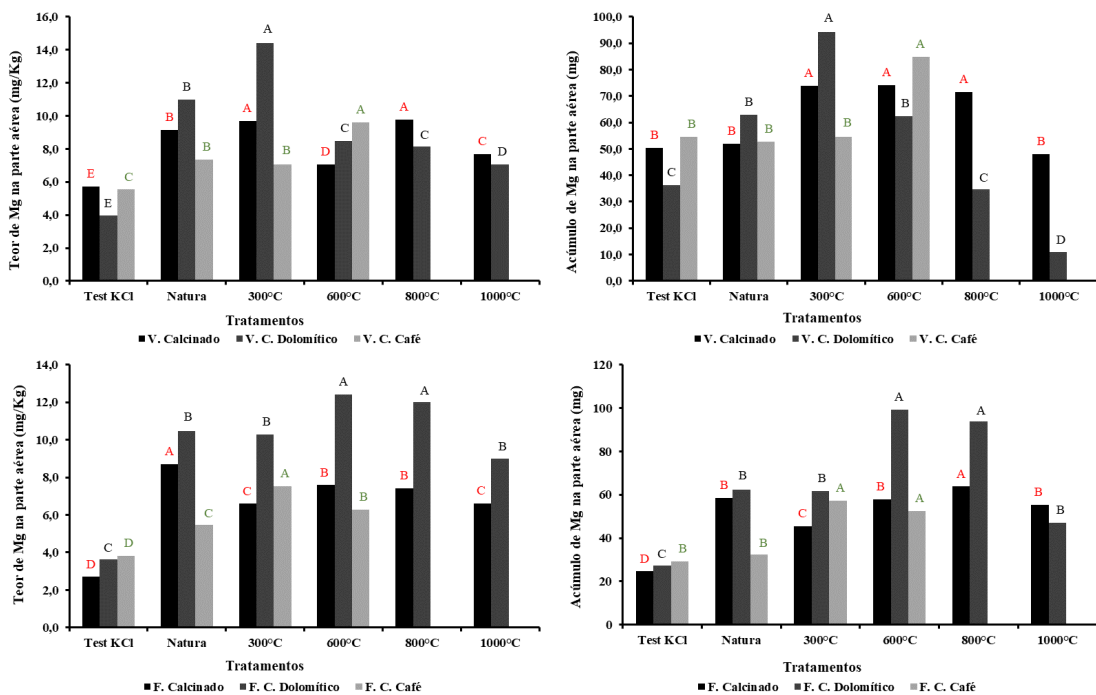 Teor de Mg na parte aérea (mg/Kg)
16,0
14,0
12,0
10,0
8,0
6,0
4,0
2,0
0,0
E E C
B B B
A A B
D C A
A C
C D
Test KCl Natura 300°C 600°C 800°C 1000°C
Tratamentos
V. Calcinado V. C. Dolomítico V. C. Café
Acúmulo de Mg na parte aérea (mg)
100,0
90,0
80,0
70,0
60,0
50,0
40,0
30,0
20,0
10,0
0,0
B C B
B B B
A A B
A B A
A C
B D
Test KCl Natura 300°C 600°C 800°C 1000°C
Tratamentos
V. Calcinado V. C. Dolomítico V. C. Café
Teor de Mg na parte aérea (mg/Kg)
14,0
12,0
10,0
8,0
6,0
4,0
2,0
0,0
D C D
A B C
C B A
B A B
B A
C B
Test KCl Natura 300°C 600°C 800°C 1000°C
Tratamentos
F. Calcinado F. C. Dolomítico F. C. Café
Acúmulo de Mg na parte aérea (mg)
120
100
80
60
40
20
0
D C B
B B B
C B A
B A A
A A
B B
Test KCl Natura 300°C 600°C 800°C 1000°C
Tratamentos
F. Calcinado F. C. Dolomítico F. C. Café